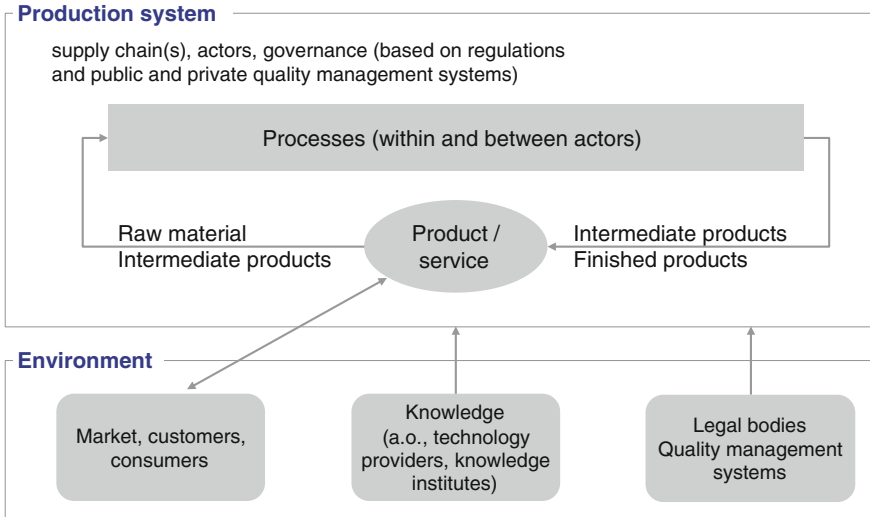 Production system
supply chain(s), actors, governance (based on regulations
and public and private quality management systems)
Processes (within and between actors)
Raw material
Intermediate products
Product /
service
Intermediate products
Finished products
Environment
Market, customers,
consumers
Knowledge
(a.o., technology
providers, knowledge
institutes)
Legal bodies
Quality management
systems